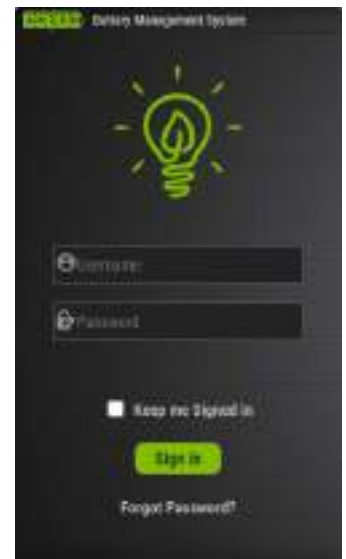 Battery Management System
Username
Password
Keep me Signed in
Sign in
Forgot Password?